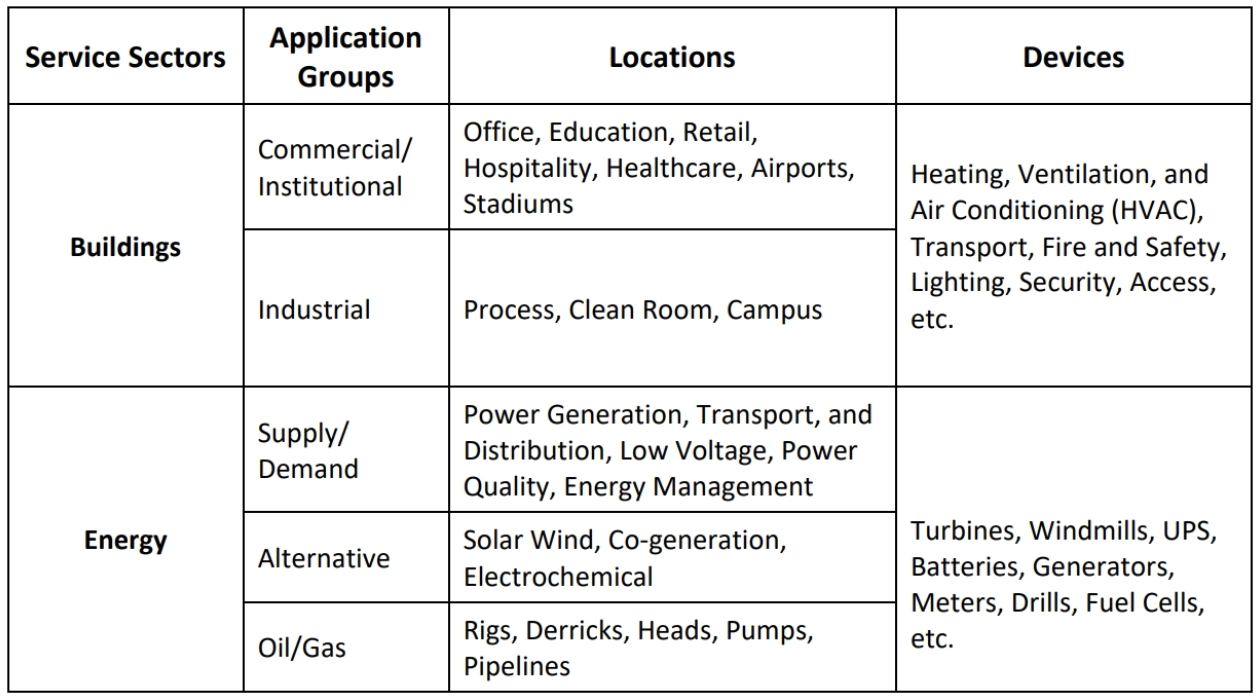 Service Sectors
Application
Groups
Locations
Devices
Buildings
Commercial/
Institutional
Office, Education, Retail,
Hospitality, Healthcare, Airports,
Stadiums
Heating, Ventilation, and
Air Conditioning (HVAC),
Transport, Fire and Safety,
Lighting, Security, Access,
etc.
Industrial
Process, Clean Room, Campus
Energy
Supply/
Demand
Power Generation, Transport, and
Distribution, Low Voltage, Power
Quality, Energy Management
Turbines, Windmills, UPS,
Batteries, Generators,
Meters, Drills, Fuel Cells,
etc.
Alternative
Solar Wind, Co-generation,
Electrochemical
Oil/Gas
Rigs, Derricks, Heads, Pumps,
Pipelines